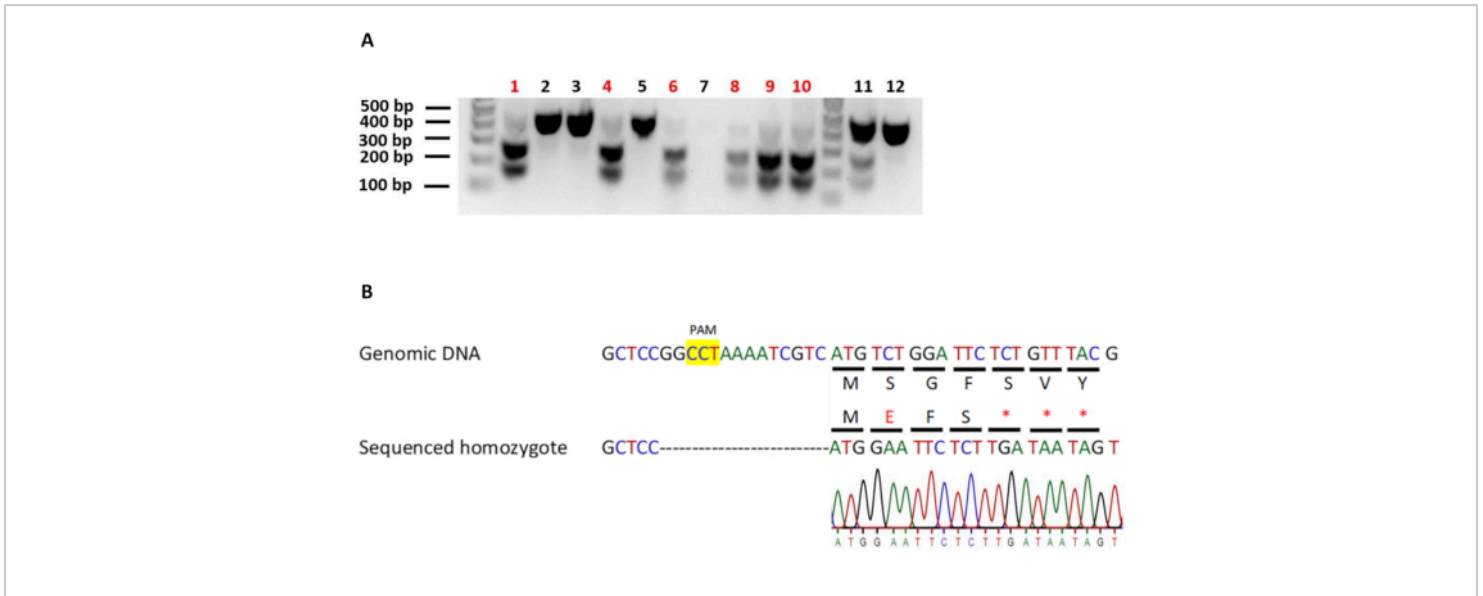 A
1 2 3 4 5 6 7 8 9 10 11 12
500 bp
400 bp
300 bp
200 bp
100 bp
B
PAM
Genomic DNA GCTCCGGCCTAAAATCGTC ATG TCT GGA TTC TCT GTT TAC G
M S G F S V Y
M E F S * * *
Sequenced homozygote GCTCC-----------------------ATG GAA TTC TCT TGA TAA TAG T
A T G G A A T T C T C T T G A T A A T A G T